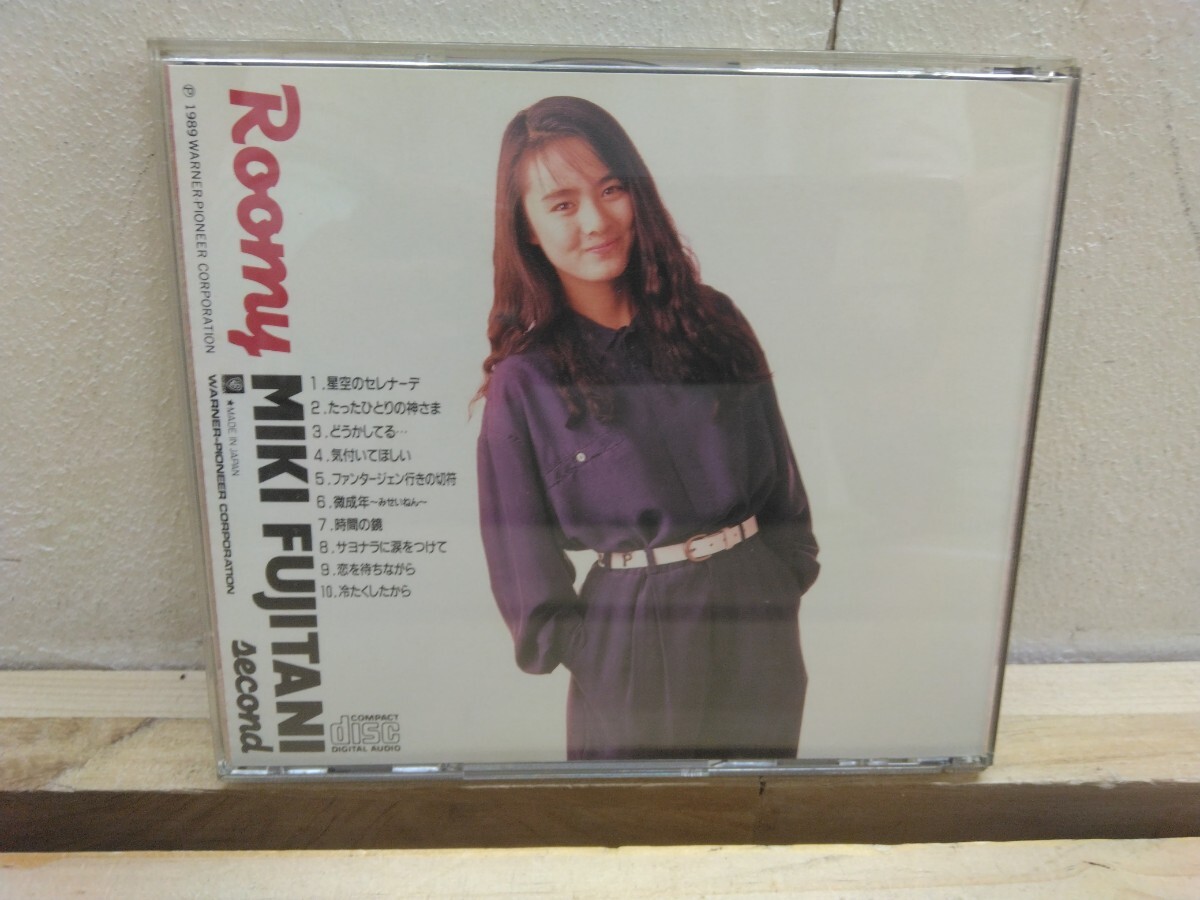 Roomy
MIKI FUJITANI
second
1.星空のセレナーデ
2.たったひとりの神さま
3.どうかしてる…
4.気付いてほしい
5.ファンタージェン行きの切符
6.微成年～みせいねん～
7.時間の鏡
8.サヨナラに涙をつけて
9.恋を待ちながら
10.冷たくしたから
Ⓟ 1989 WARNER-PIONEER CORPORATION
★MADE IN JAPAN
WARNER-PIONEER CORPORATION
COMPACT
disc
DIGITAL AUDIO
P